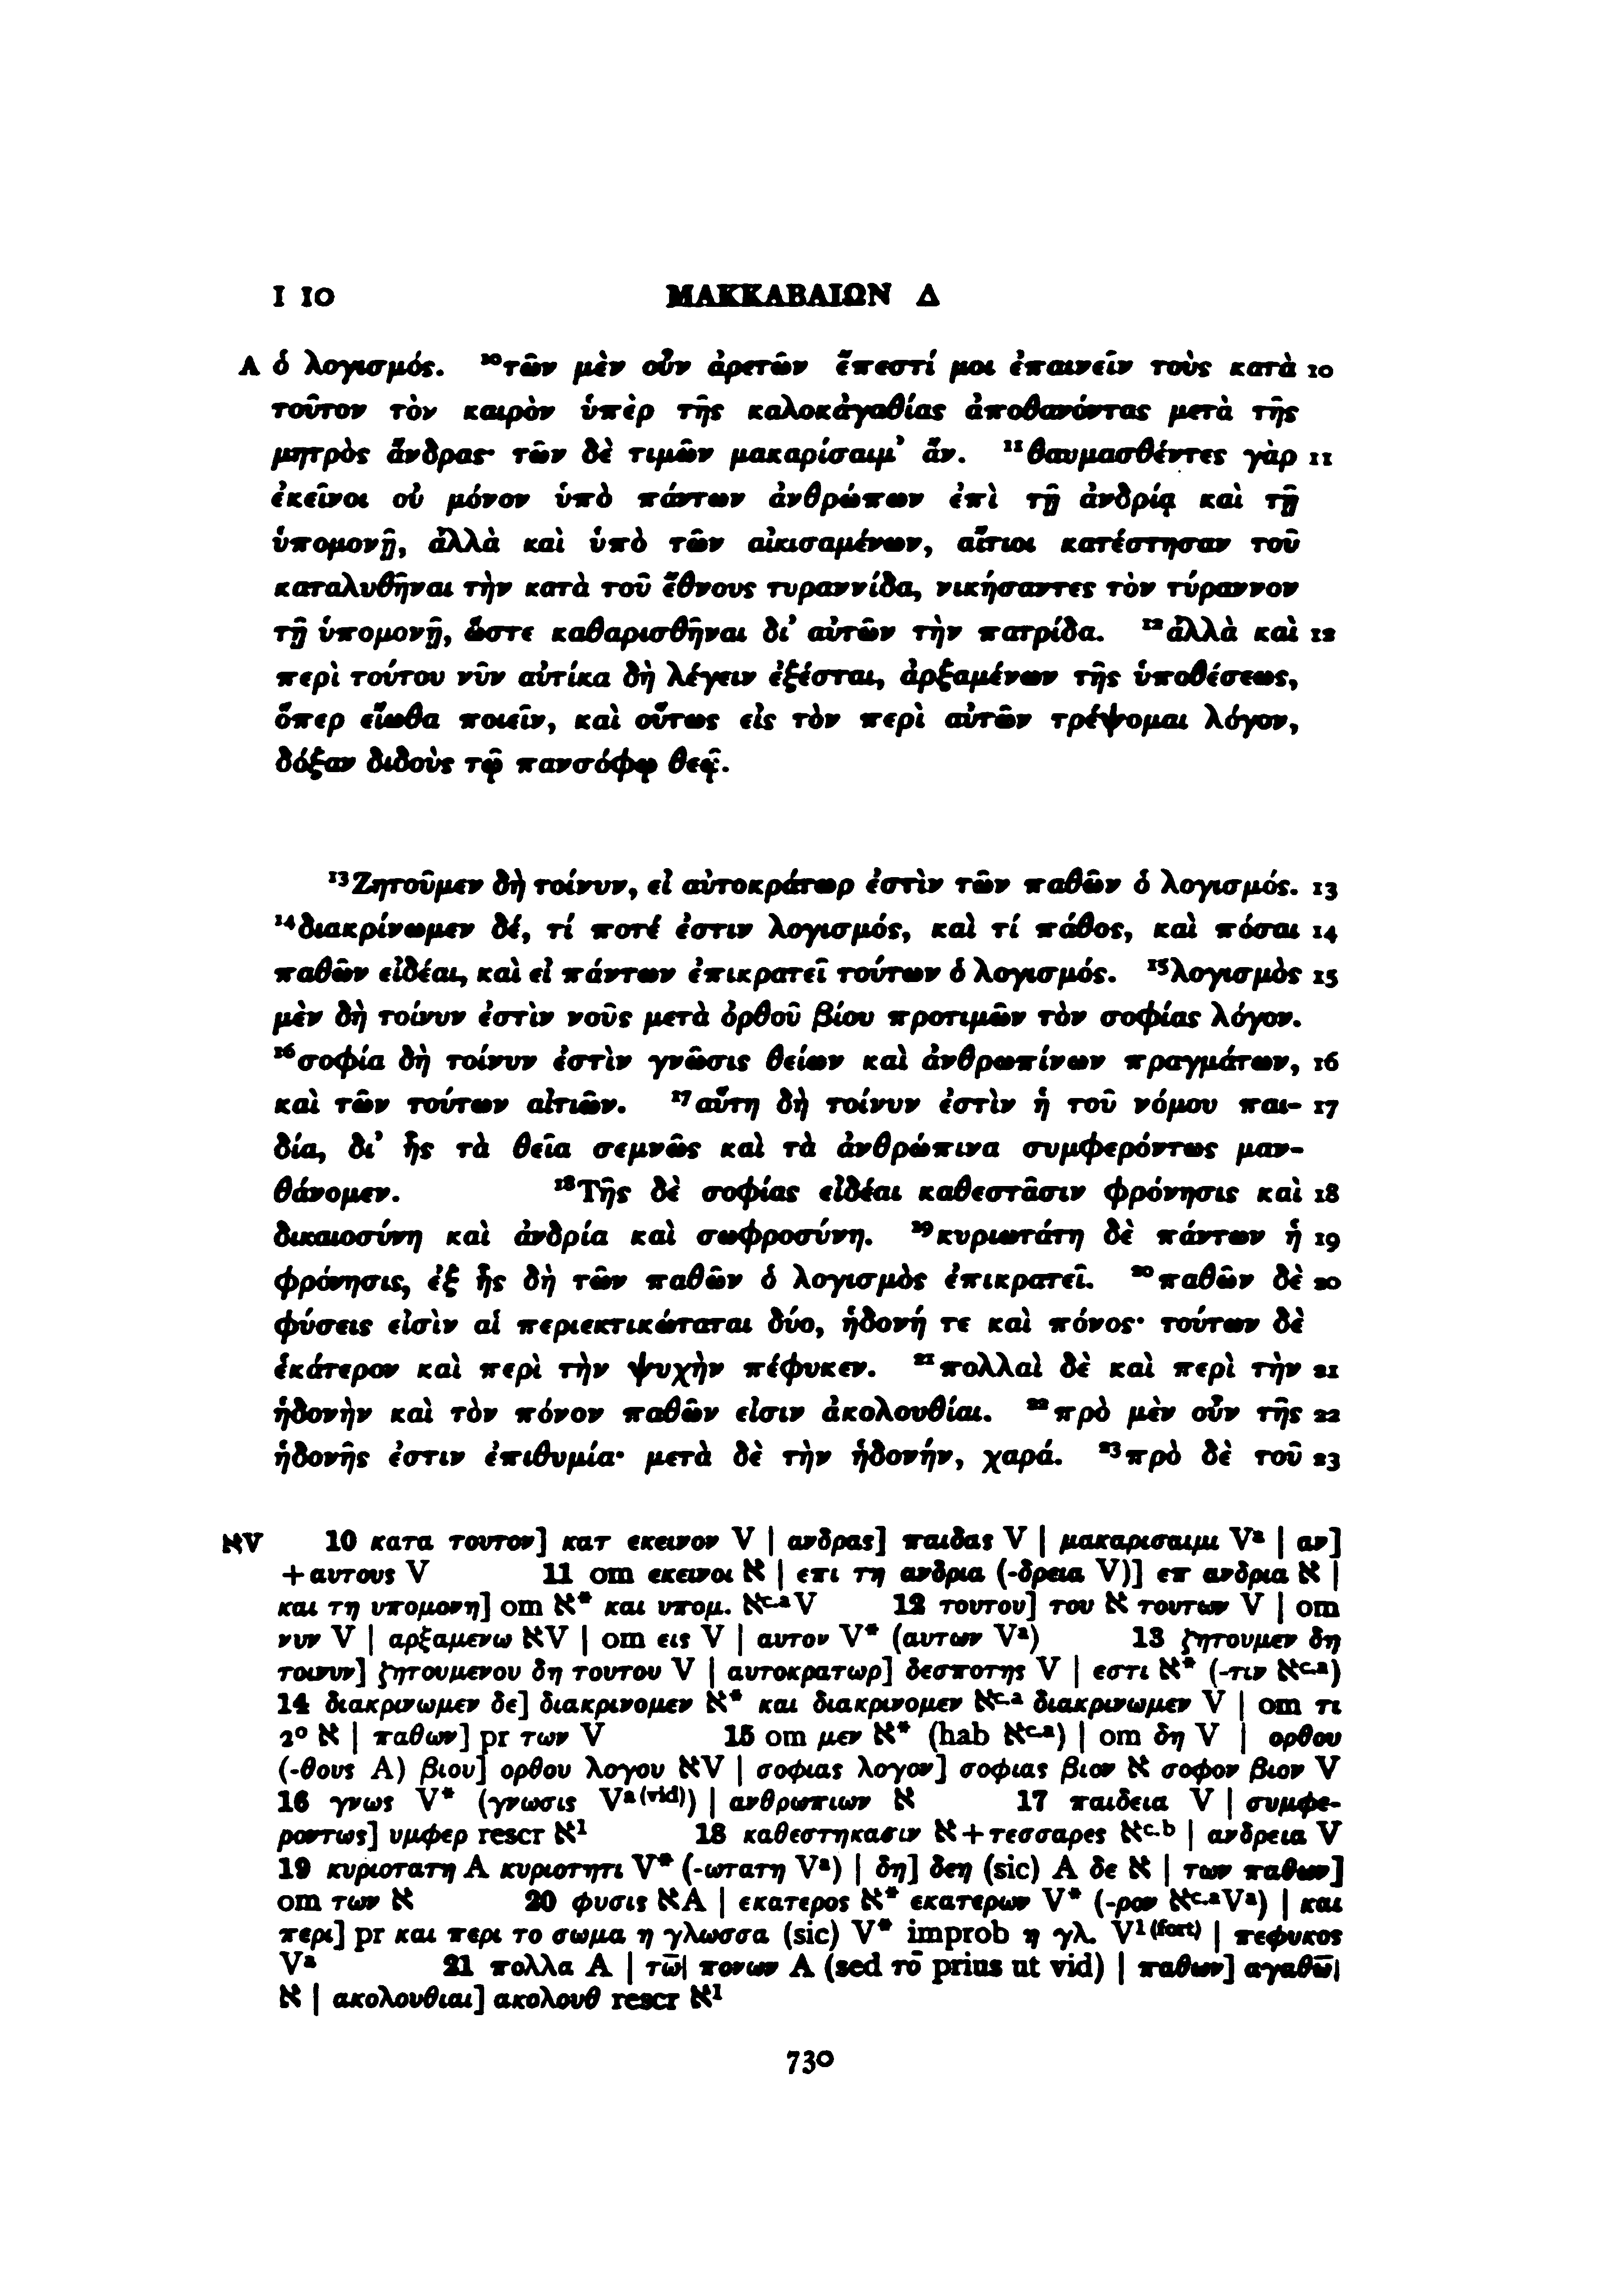 I 10 ΜΑΚΚΑΒΑΙΩΝ Δ
A ὁ λογισμός. ¹⁰τῶν μὲν οὖν ἀρετῶν ἔπεστί μοι ἐπαινεῖν τοὺς κατὰ 10
τοῦτον τὸν καιρὸν ὑπὲρ τῆς καλοκἀγαθίας ἀποθανόντας μετὰ τῆς
μητρὸς ἄνδρας· τῶν δὲ τιμῶν μακαρίσαιμ’ ἄν. ¹¹θαυμασθέντες γὰρ 11
ἐκεῖνοι οὐ μόνον ὑπὸ πάντων ἀνθρώπων ἐπὶ τῇ ἀνδρίᾳ καὶ τῇ
ὑπομονῇ, ἀλλὰ καὶ ὑπὸ τῶν αἰκισαμένων, αἴτιοι κατέστησαν τοῦ
καταλυθῆναι τὴν κατὰ τοῦ ἔθνους τυραννίδα, νικήσαντες τὸν τύραννον
τῇ ὑπομονῇ, ὥστε καθαρισθῆναι δι’ αὐτῶν τὴν πατρίδα. ¹²ἀλλὰ καὶ 12
περὶ τούτου νῦν αὐτίκα δὴ λέγειν ἐξέσται, ἀρξαμένων τῆς ὑποθέσεως,
ὅπερ εἴωθα ποιεῖν, καὶ οὕτως εἰς τὸν περὶ αὐτῶν τρέψομαι λόγον,
δόξαν διδοὺς τῷ πανσόφῳ θεῷ.
¹³Ζητοῦμεν δὴ τοίνυν, εἰ αὐτοκράτωρ ἐστὶν τῶν παθῶν ὁ λογισμός. 13
¹⁴διακρίνωμεν δέ, τί ποτέ ἐστιν λογισμός, καὶ τί πάθος, καὶ πόσαι 14
παθῶν εἰδέαι, καὶ εἰ πάντων ἐπικρατεῖ τούτων ὁ λογισμός. ¹⁵λογισμὸς 15
μὲν δὴ τοίνυν ἐστὶν νοῦς μετὰ ὀρθοῦ βίου προτιμῶν τὸν σοφίας λόγον.
¹⁶σοφία δὴ τοίνυν ἐστὶν γνῶσις θείων καὶ ἀνθρωπίνων πραγμάτων, 16
καὶ τῶν τούτων αἰτιῶν. ¹⁷αὕτη δὴ τοίνυν ἐστὶν ἡ τοῦ νόμου παι- 17
δία, δι’ ἧς τὰ θεῖα σεμνῶς καὶ τὰ ἀνθρώπινα συμφερόντως μαν-
θάνομεν. ¹⁸Τῆς δὲ σοφίας εἰδέαι καθεστᾶσιν φρόνησις καὶ 18
δικαιοσύνη καὶ ἀνδρία καὶ σωφροσύνη. ¹⁹κυριωτάτη δὲ πάντων ἡ 19
φρόνησις, ἐξ ἧς δὴ τῶν παθῶν ὁ λογισμὸς ἐπικρατεῖ. ²⁰παθῶν δὲ 20
φύσεις εἰσὶν αἱ περιεκτικώταται δύο, ἡδονή τε καὶ πόνος· τούτων δὲ
ἑκάτερον καὶ περὶ τὴν ψυχὴν πέφυκεν. ²¹πολλαὶ δὲ καὶ περὶ τὴν 21
ἡδονὴν καὶ τὸν πόνον παθῶν εἰσιν ἀκολουθίαι. ²²πρὸ μὲν οὖν τῆς 22
ἡδονῆς ἐστιν ἐπιθυμία· μετὰ δὲ τὴν ἡδονήν, χαρά. ²³πρὸ δὲ τοῦ 23
אV 10 κατα τουτον] κατ εκεινον V | ανδρας] παιδας V | μακαρισαιμι Vᵃ | αν]
+αυτους V 11 om εκεινοι א | επι τη ανδρια (-δρεια V)] επ ανδρια א |
και τη υπομονη] om א* και υπομ. אᶜ·ᵃV 12 τουτου] του א τουτων V | om
νυν V | αρξαμενω אV | om εις V | αυτον V* (αυτων Vᵃ) 13 ζητουμεν δη
τοινυν] ζητουμενου δη τουτου V | αυτοκρατωρ] δεσποτης V | εστι א* (-τιν אᶜ·ᵃ)
14 διακρινωμεν δε] διακρινομεν א* και διακρινομεν אᶜ·ᵃ διακρινωμεν V | om τι
2° א | παθων] pr των V 15 om μεν א* (hab אᶜ·ᵃ) | om δη V | ορθου
(-θους A) βιου] ορθου λογου אV | σοφιας λογον] σοφιας βιον א σοφον βιον V
16 γνως V* (γνωσις Vᵃ⁽ᵛⁱᵈ⁾) | ανθρωπιων א 17 παιδεια V | συμφε-
ροντως] υμφερ rescr א¹ 18 καθεστηκασιν א+τεσσαρες אᶜ·ᵇ | ανδρεια V
19 κυριοτατη A κυριοτητι V* (-ωτατη Vᵃ) | δη] δεη (sic) A δε א | των παθων]
om των א 20 φυσις אA | εκατερος א* εκατερων V* (-ρον אᶜ·ᵃVᵃ) | και
περι] pr και περι το σωμα η γλωσσα (sic) V* improb η γλ. V¹⁽ᶠᵒʳᵗ⁾ | πεφυκος
Vᵃ 21 πολλα A | τω̄| πονων A (sed το̄ prius ut vid) | παθων] αγαθω̄|
א | ακολουθιαι] ακολουθ rescr א¹
730